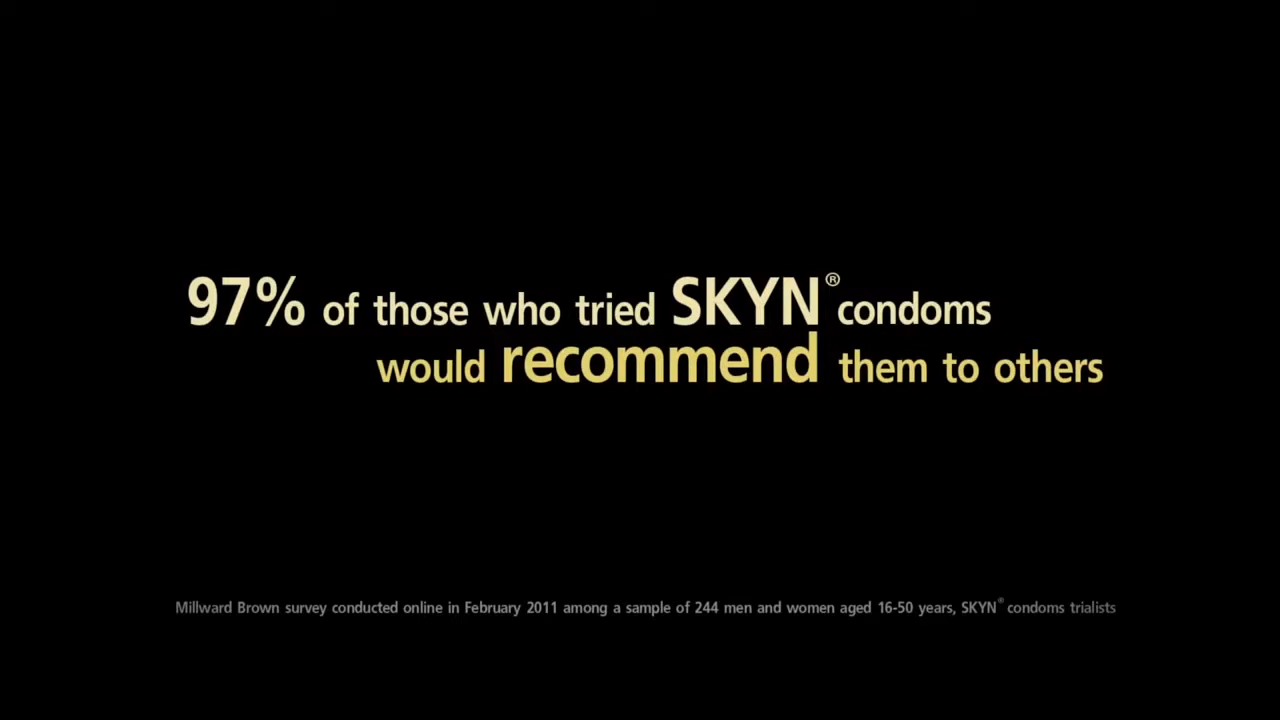 97% of those who tried SKYN® condoms
would recommend them to others
Millward Brown survey conducted online in February 2011 among a sample of 244 men and women aged 16-50 years, SKYN® condoms trialists